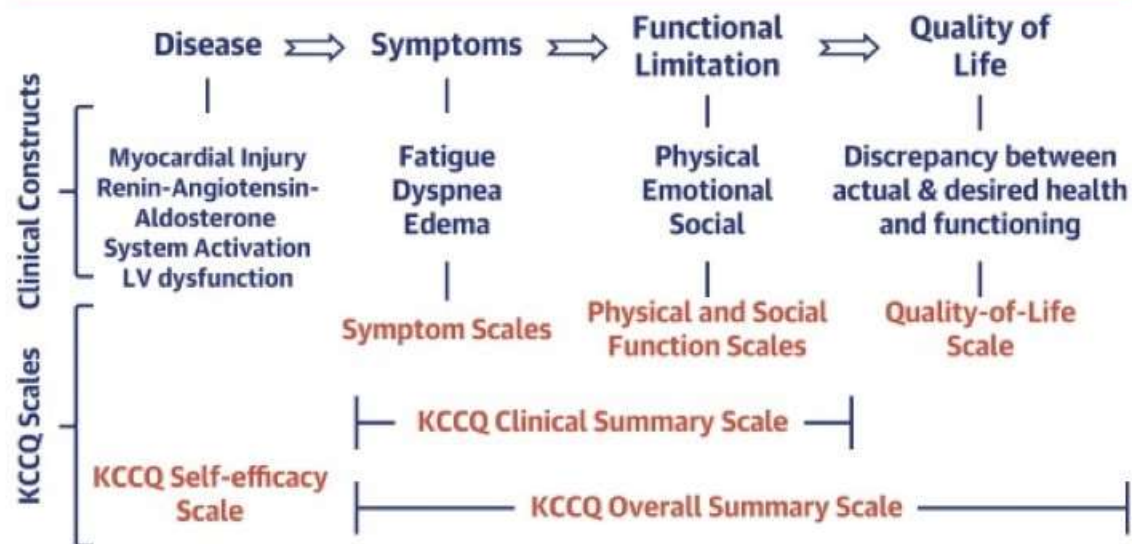 Disease
Symptoms
Functional
Limitation
Quality of
Life
Clinical Constructs
Myocardial Injury
Renin-Angiotensin-
Aldosterone
System Activation
LV dysfunction
Fatigue
Dyspnea
Edema
Physical
Emotional
Social
Discrepancy between
actual & desired health
and functioning
KCCQ Scales
Symptom Scales
Physical and Social
Function Scales
Quality-of-Life
Scale
KCCQ Clinical Summary Scale
KCCQ Self-efficacy
Scale
KCCQ Overall Summary Scale